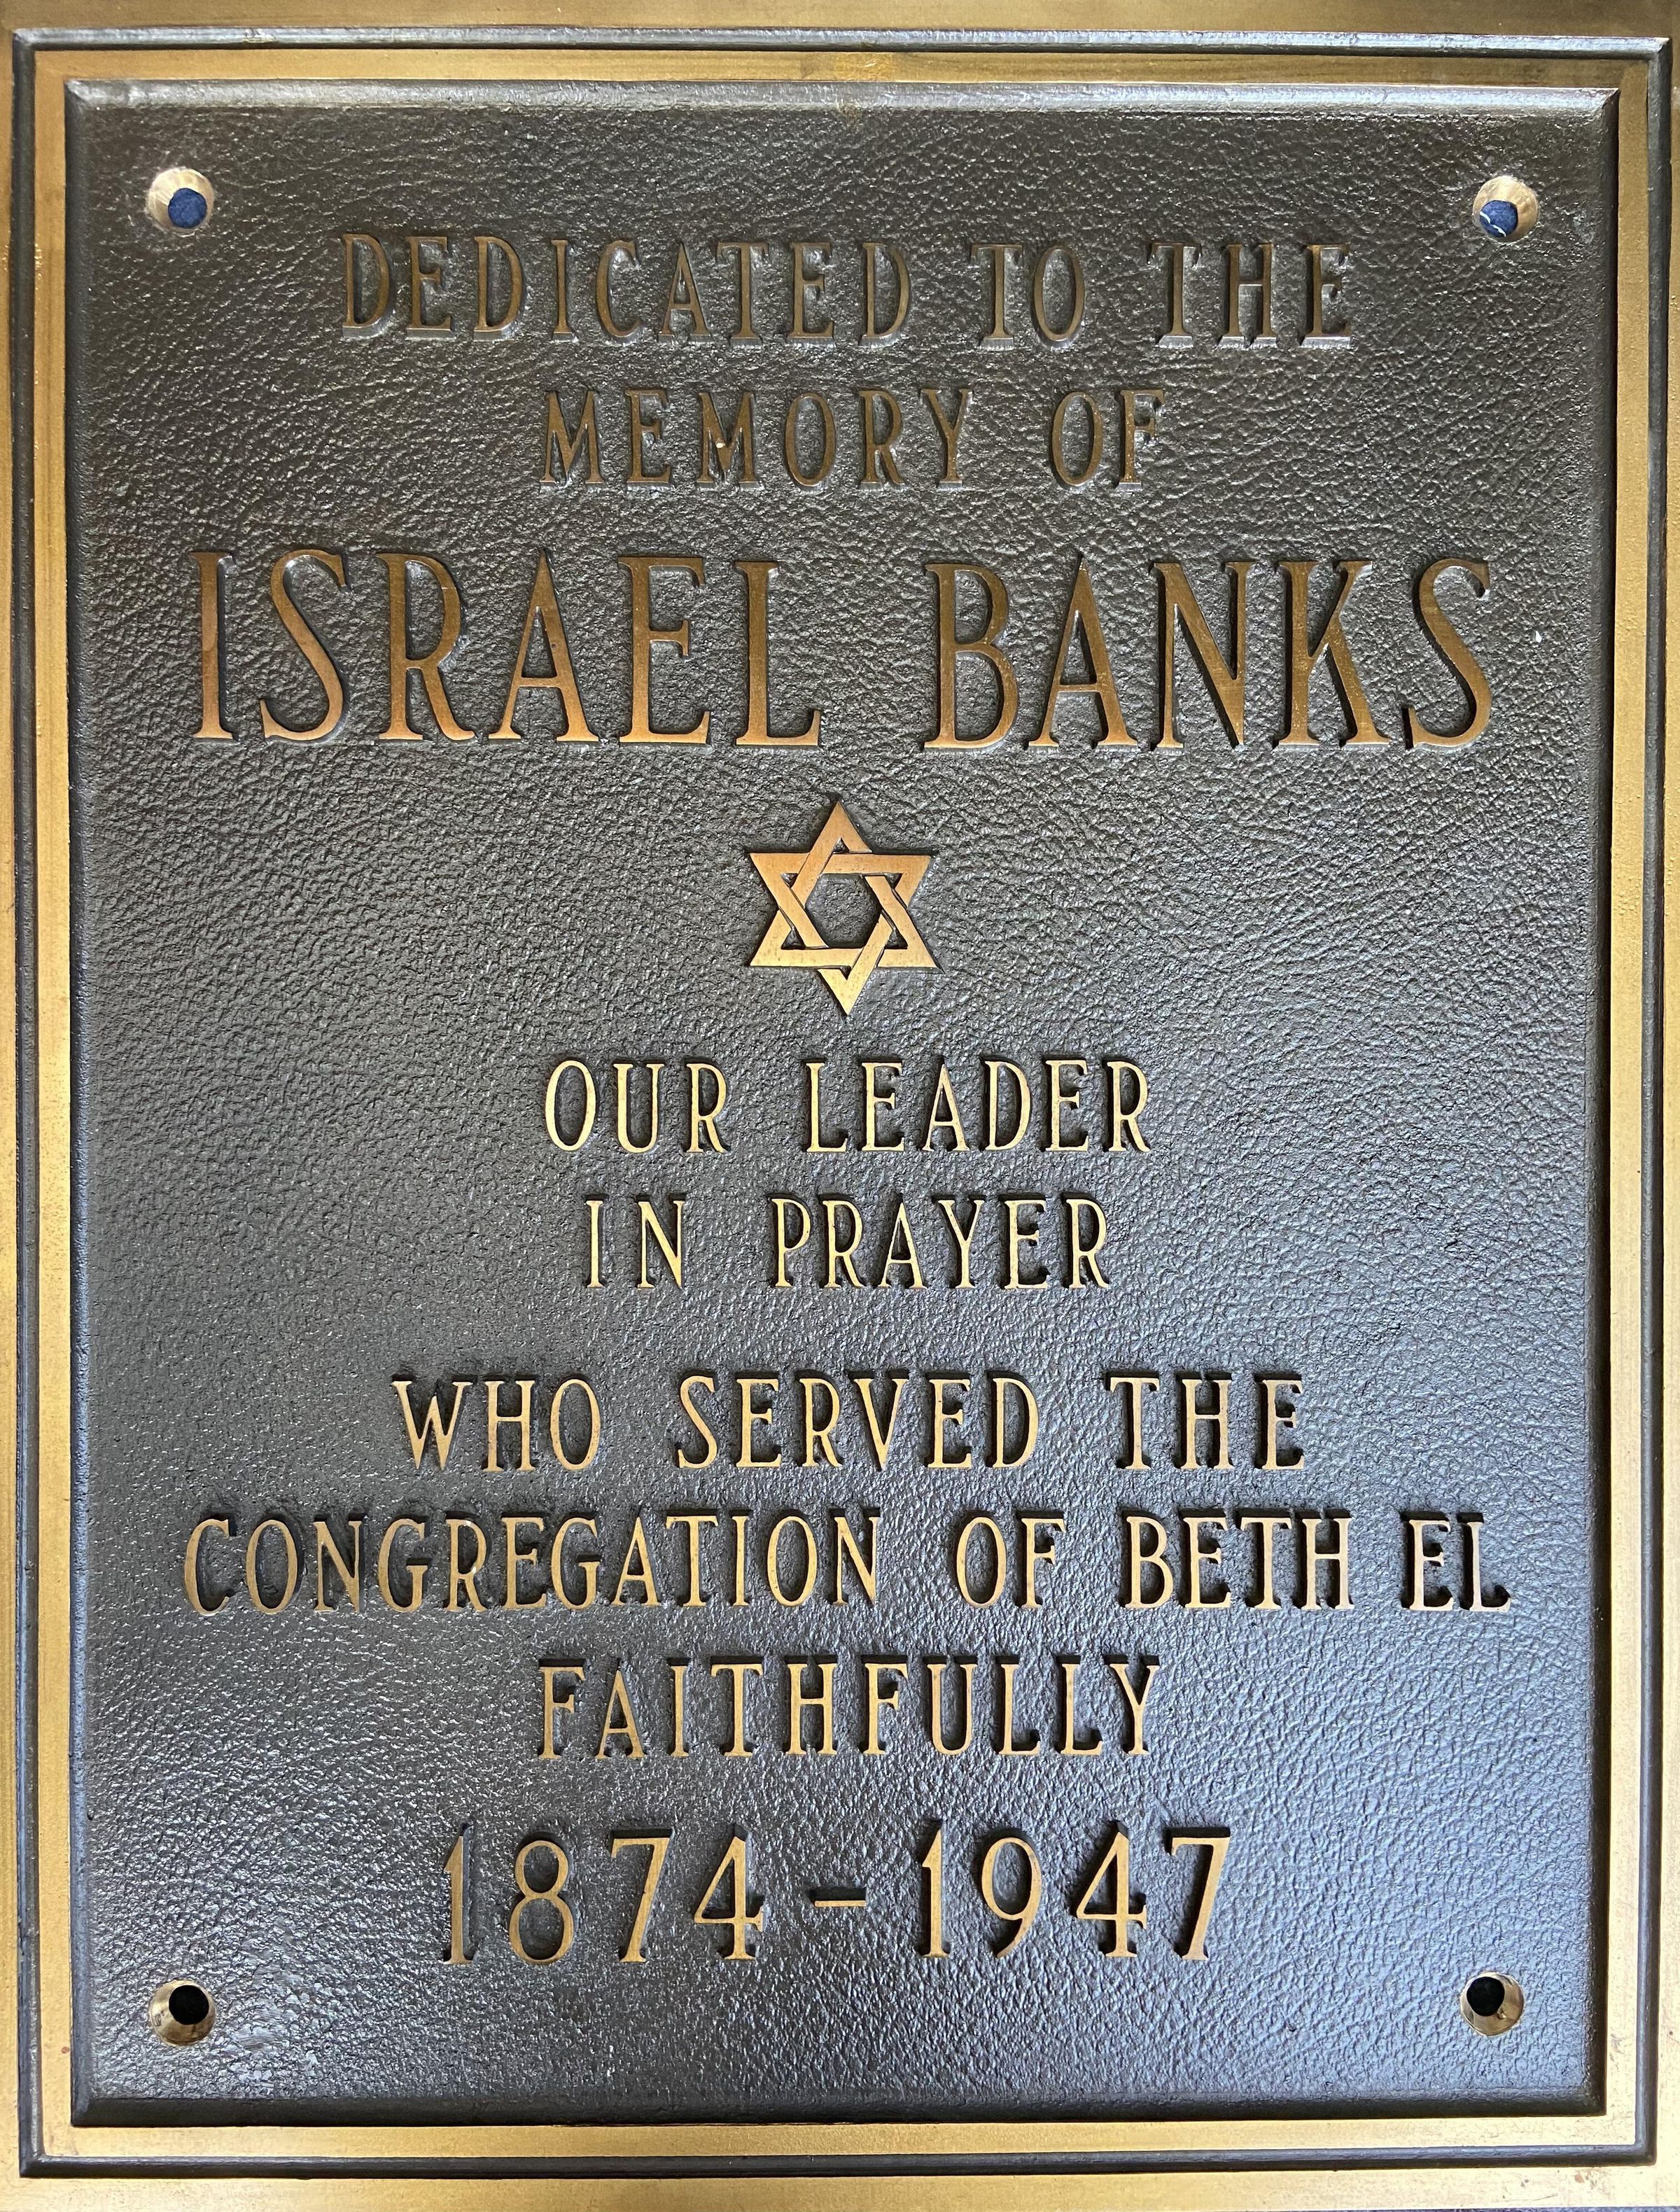 DEDICATED TO THE
MEMORY OF
ISRAEL BANKS
OUR LEADER
IN PRAYER
WHO SERVED THE
CONGREGATION OF BETH EL
FAITHFULLY
1874-1947